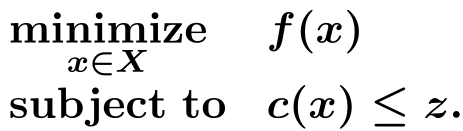 minimize f(x)
x∈X
subject to c(x) ≤ z.